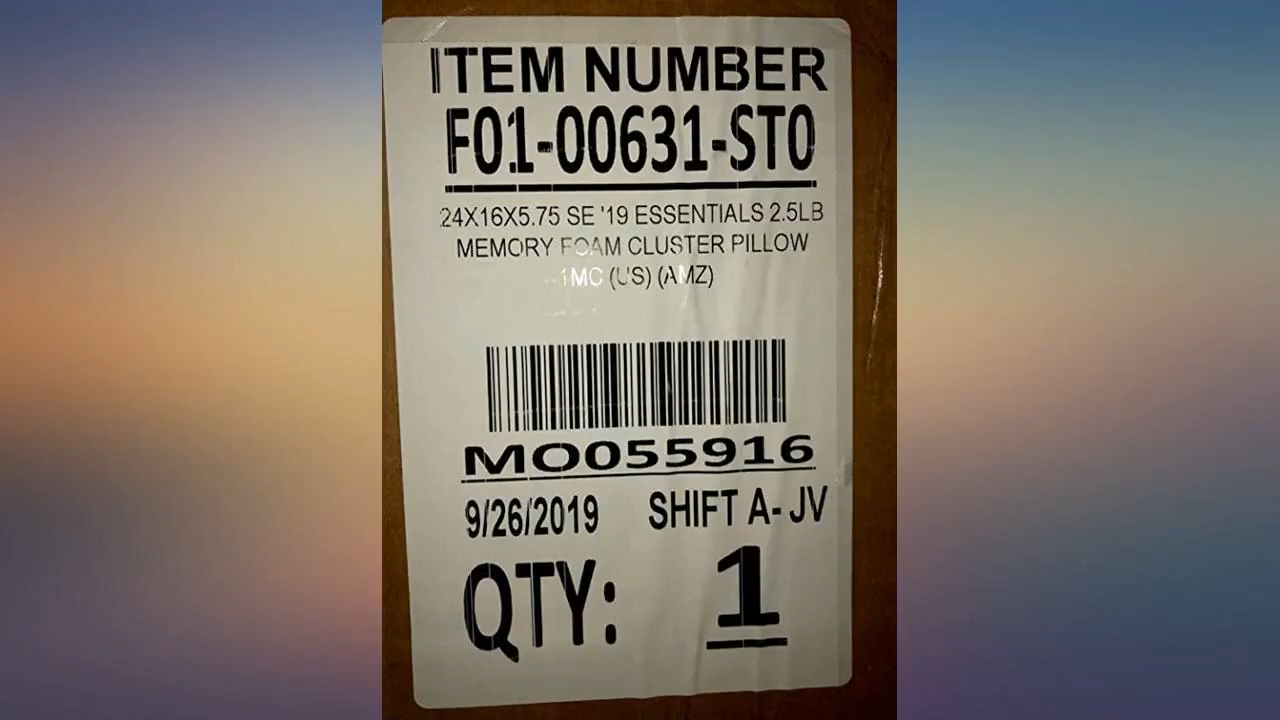 ITEM NUMBER
F01-00631-ST0
24X16X5.75 SE '19 ESSENTIALS 2.5LB
MEMORY FOAM CLUSTER PILLOW
1MC (US) (AMZ)
MO055916
9/26/2019 SHIFT A- JV
QTY: 1